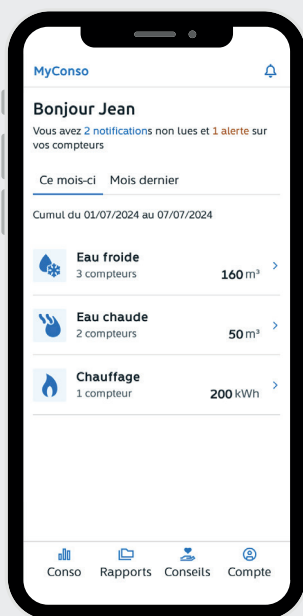 MyConso
Bonjour Jean
Vous avez 2 notifications non lues et 1 alerte sur
vos compteurs
Ce mois-ci Mois dernier
Cumul du 01/07/2024 au 07/07/2024
Eau froide
3 compteurs 160 m³
Eau chaude
2 compteurs 50 m³
Chauffage
1 compteur 200 kWh
Conso Rapports Conseils Compte